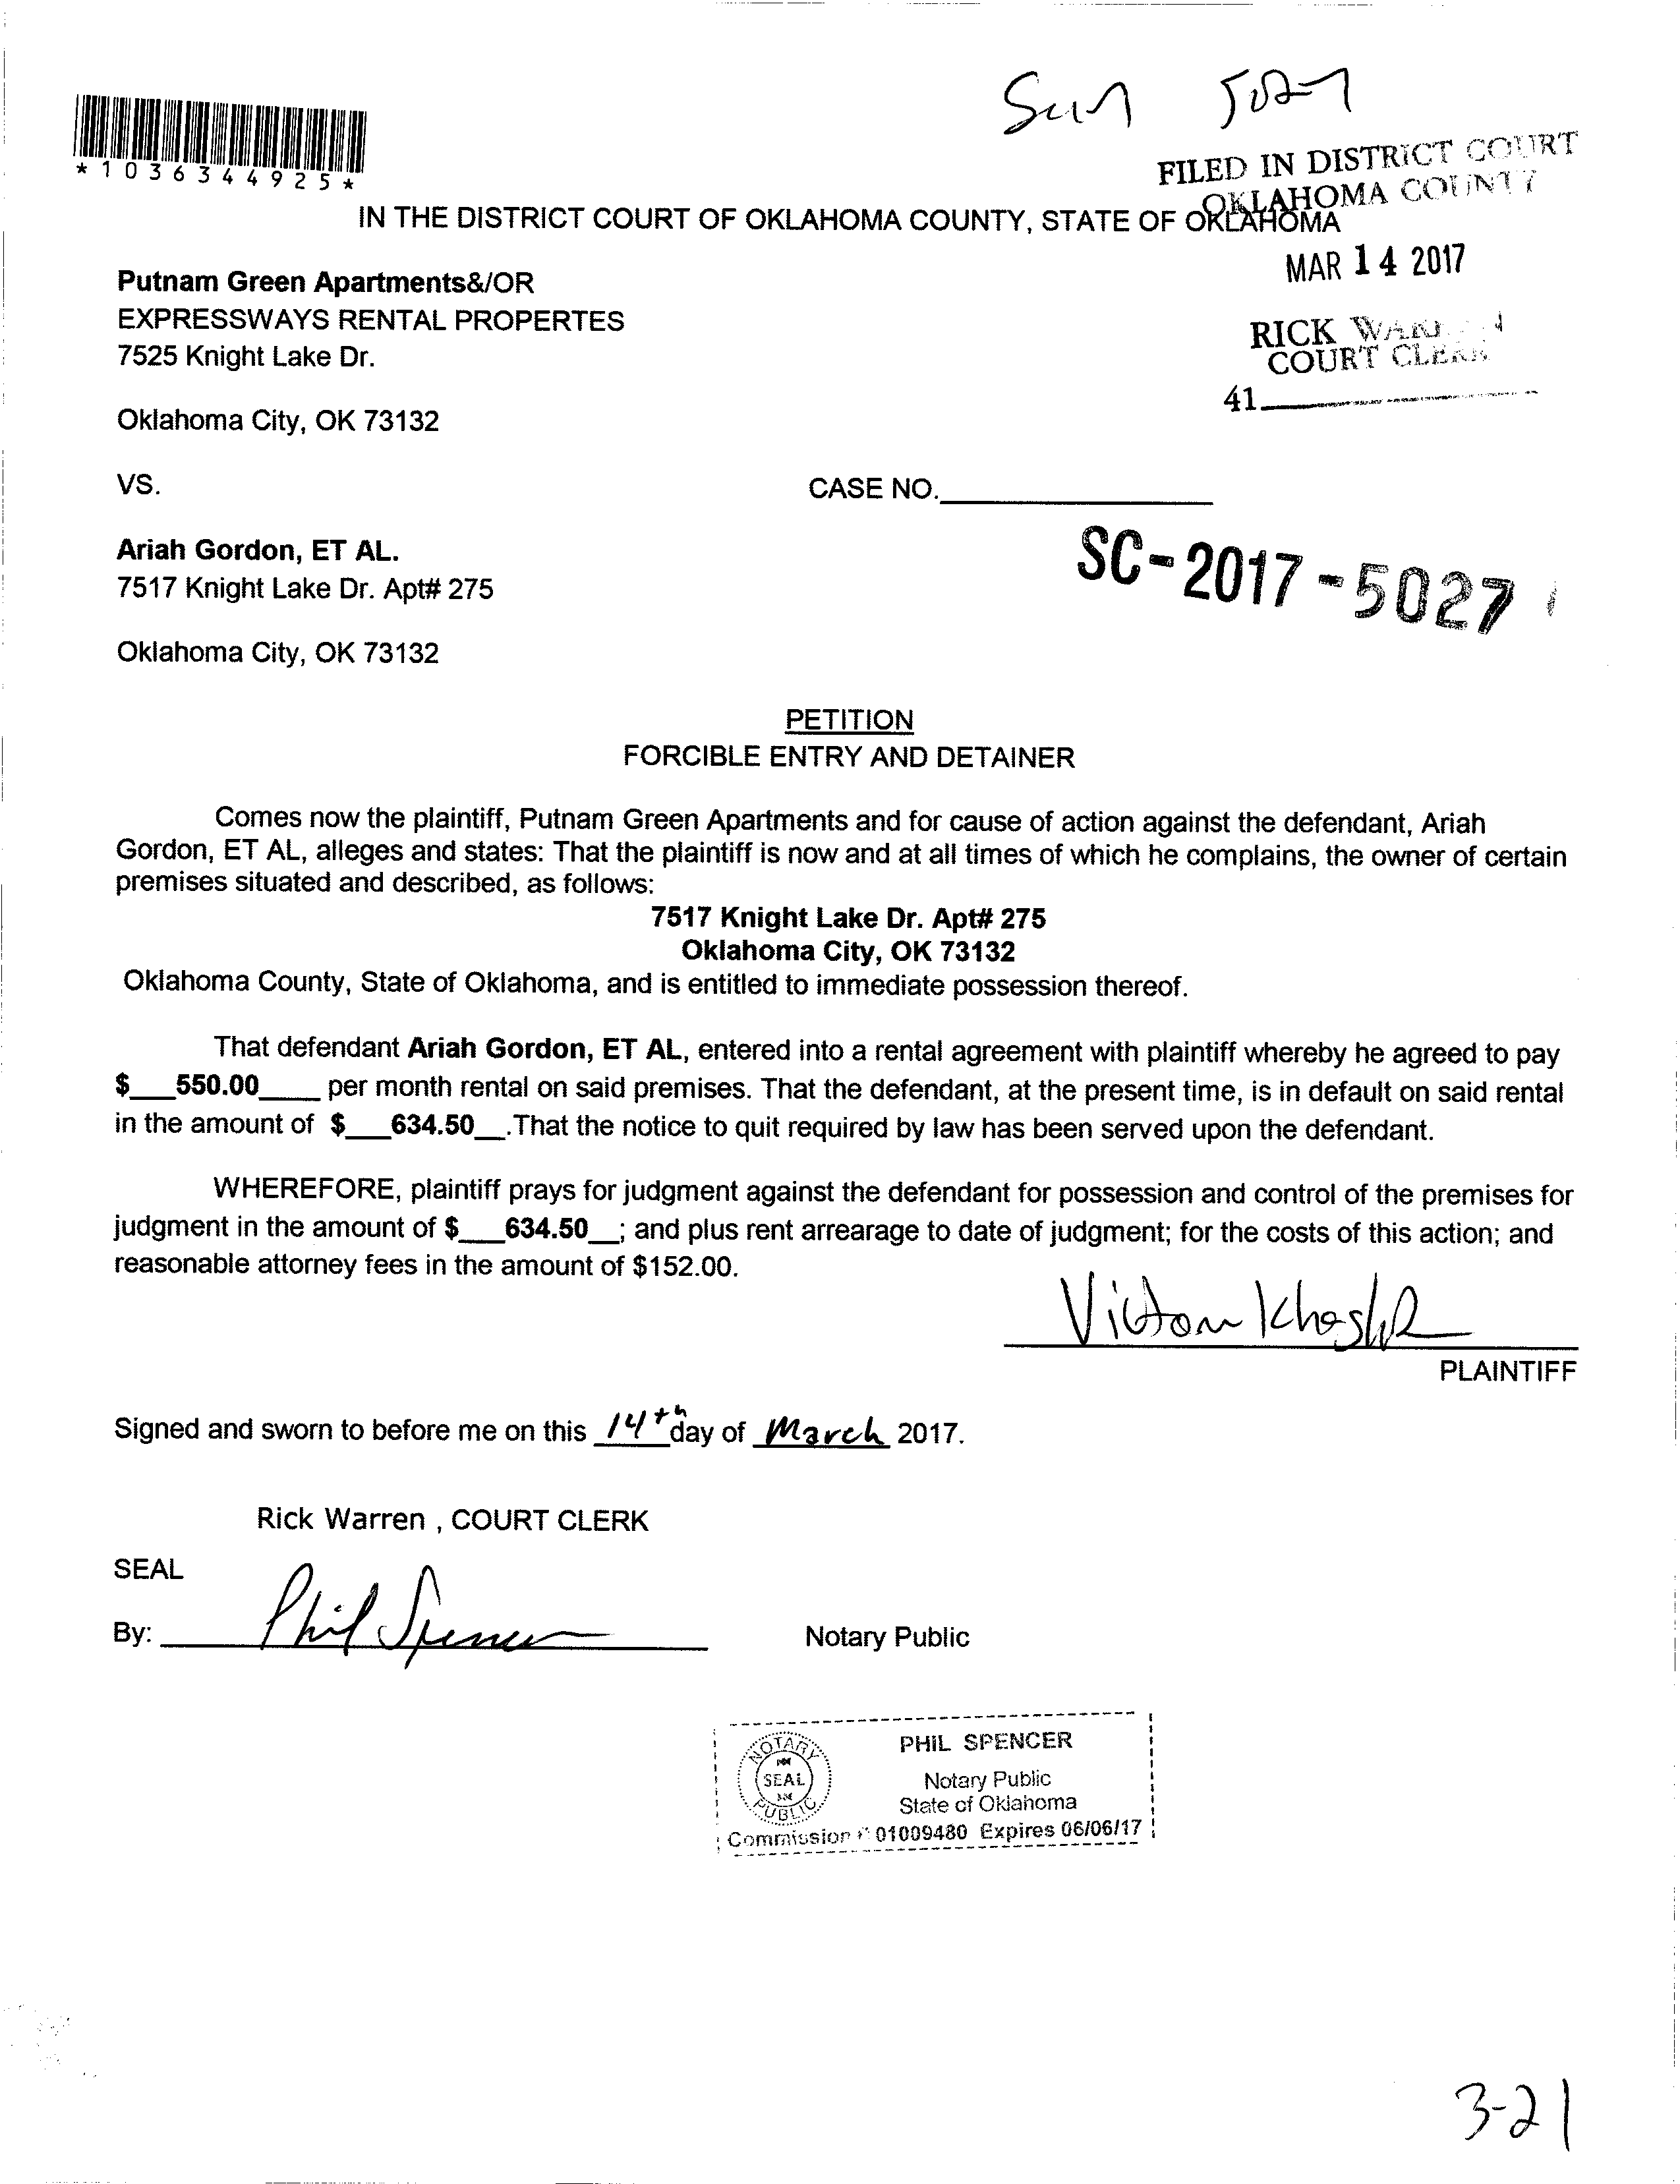 *1036344925*
5027
FILED IN DISTRICT COURT
OKLAHOMA COUNTY
IN THE DISTRICT COURT OF OKLAHOMA COUNTY, STATE OF OKLAHOMA
MAR 14 2017
Putnam Green Apartments&/OR
EXPRESSWAYS RENTAL PROPERTES
7525 Knight Lake Dr.
RICK
COURT CLERK
41
Oklahoma City, OK 73132
VS.
CASE NO.
Ariah Gordon, ET AL.
7517 Knight Lake Dr. Apt# 275
SC-2017-5027
Oklahoma City, OK 73132
PETITION
FORCIBLE ENTRY AND DETAINER
Comes now the plaintiff, Putnam Green Apartments and for cause of action against the defendant, Ariah
Gordon, ET AL, alleges and states: That the plaintiff is now and at all times of which he complains, the owner of certain
premises situated and described, as follows:
7517 Knight Lake Dr. Apt# 275
Oklahoma City, OK 73132
Oklahoma County, State of Oklahoma, and is entitled to immediate possession thereof.
That defendant Ariah Gordon, ET AL, entered into a rental agreement with plaintiff whereby he agreed to pay
$___550.00____ per month rental on said premises. That the defendant, at the present time, is in default on said rental
in the amount of $___634.50__.That the notice to quit required by law has been served upon the defendant.
WHEREFORE, plaintiff prays for judgment against the defendant for possession and control of the premises for
judgment in the amount of $___634.50__; and plus rent arrearage to date of judgment; for the costs of this action; and
reasonable attorney fees in the amount of $152.00.
PLAINTIFF
Signed and sworn to before me on this 14th day of March 2017.
Rick Warren , COURT CLERK
SEAL
By: Phil Spencer Notary Public
NOTARY
SEAL
PUBLIC
PHIL SPENCER
Notary Public
State of Oklahoma
Commission # 01009480 Expires 06/06/17
3-21